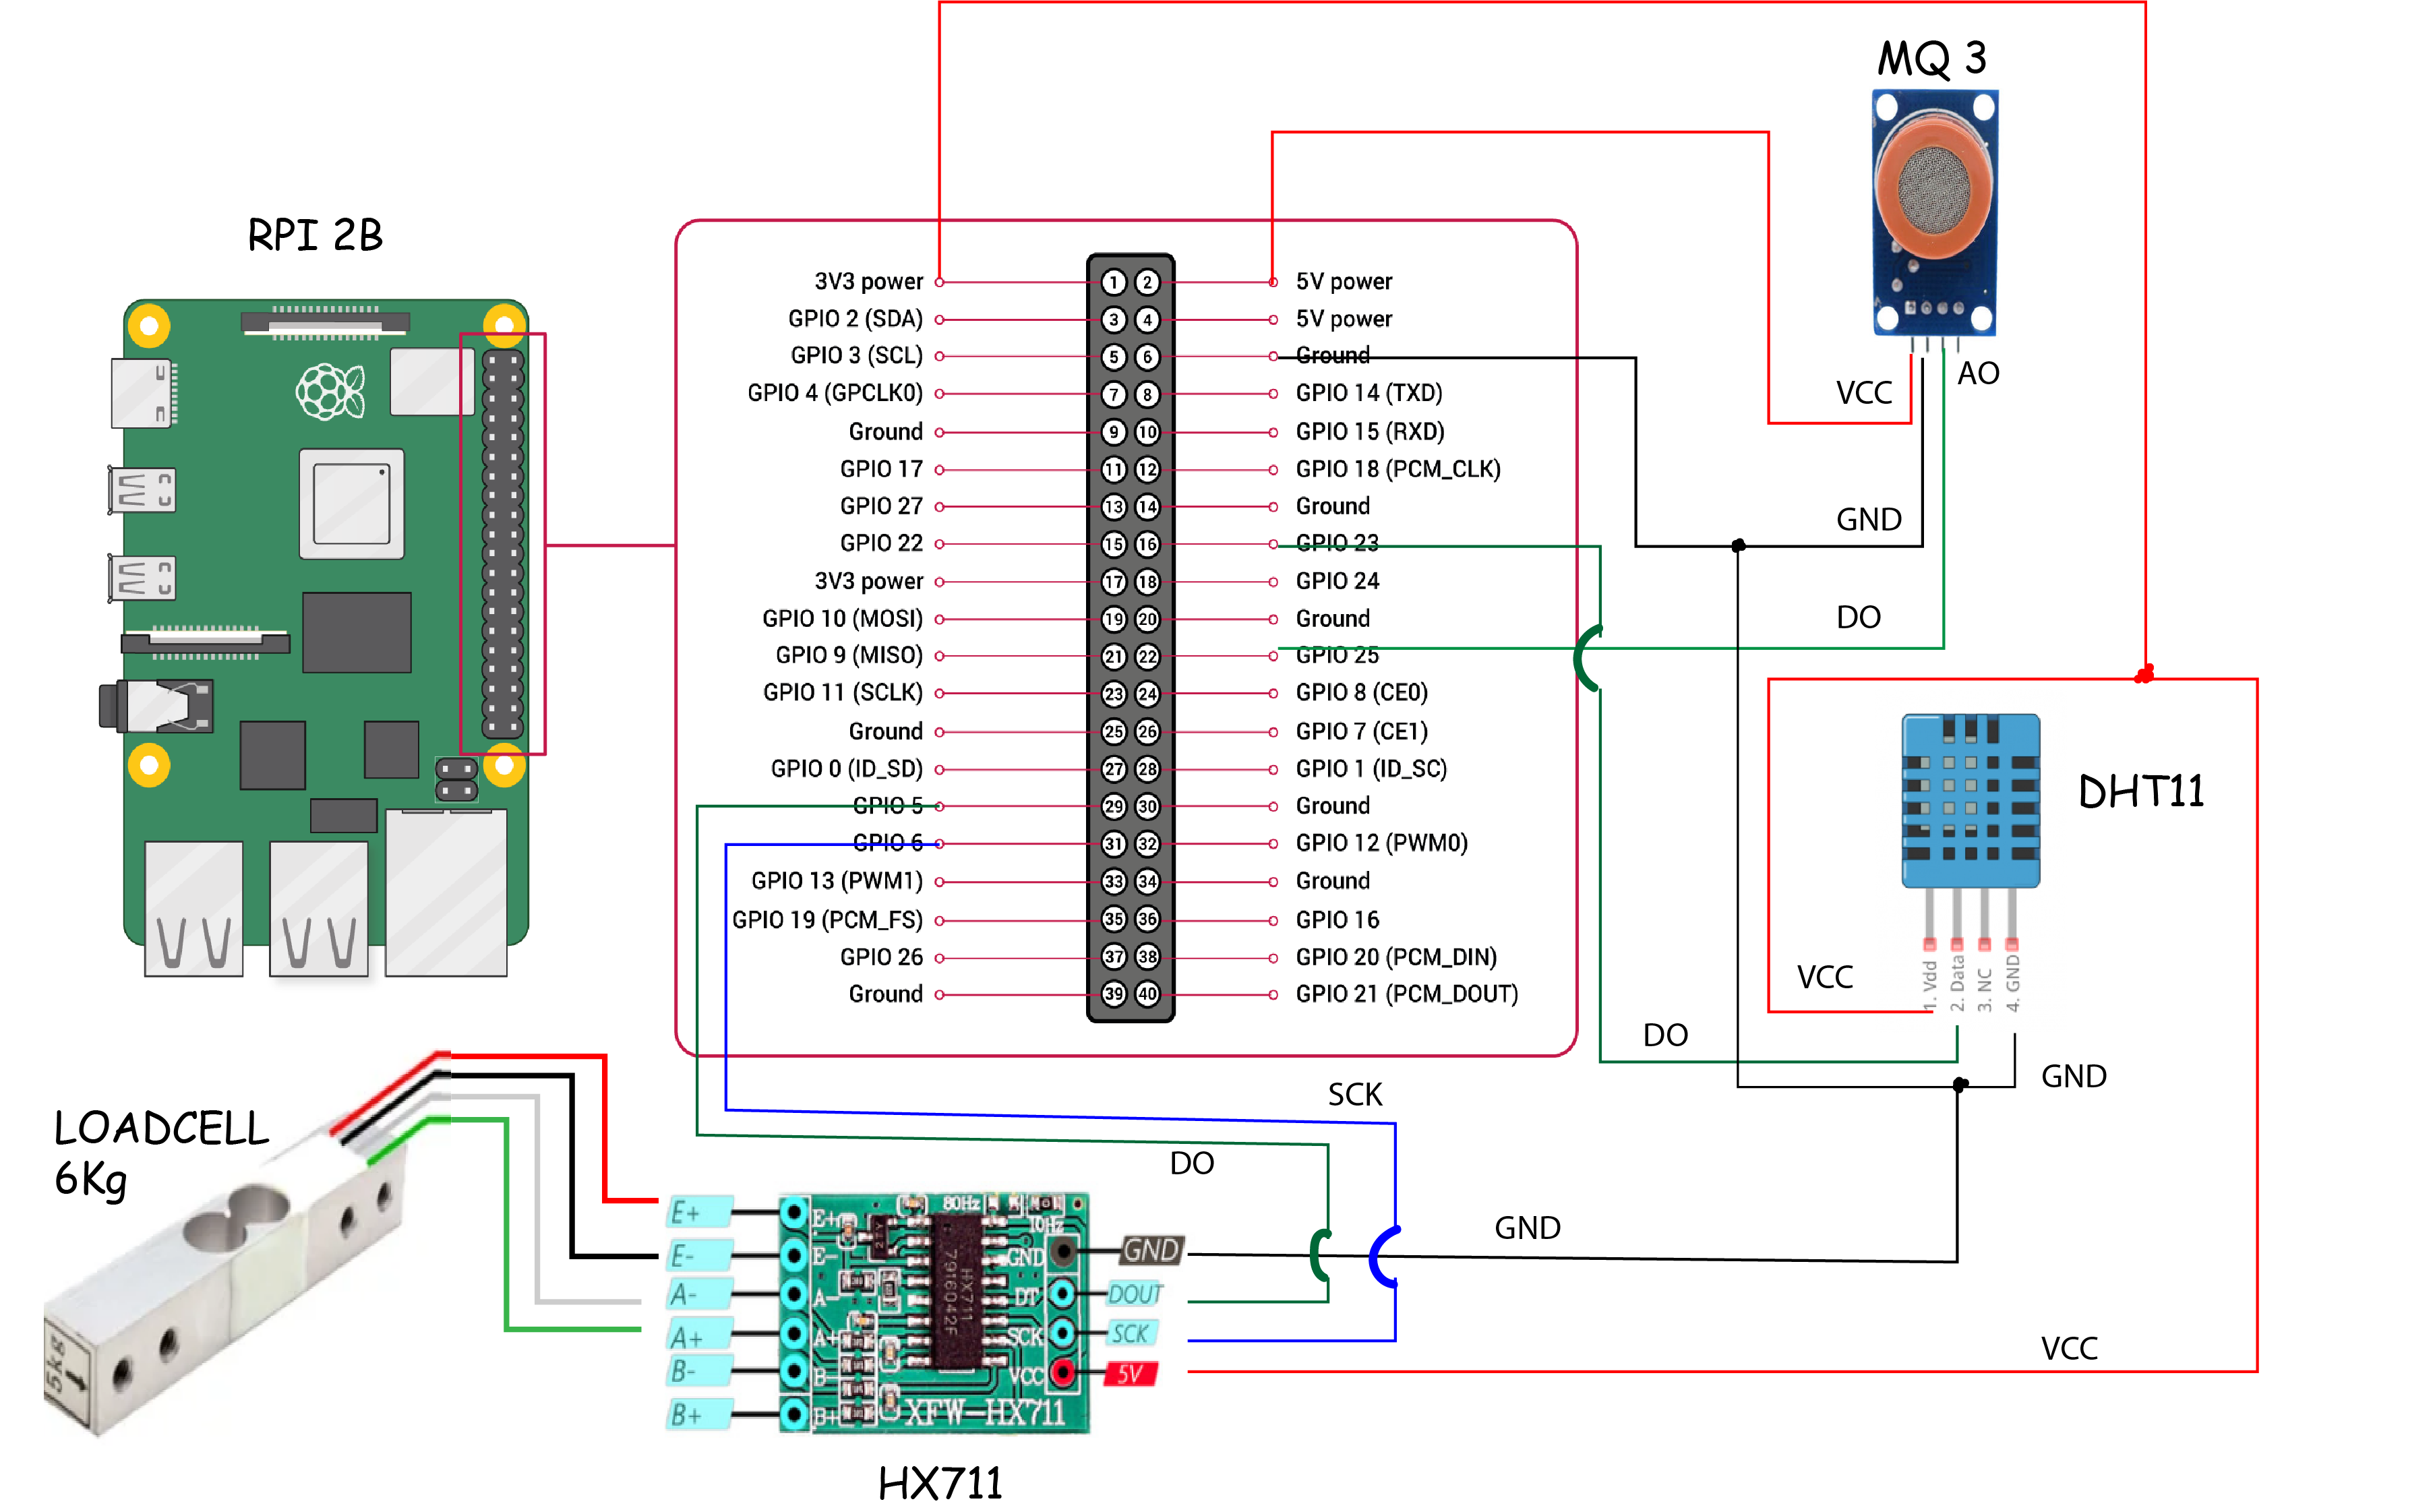 MQ 3
RPI 2B
3V3 power 1 2 5V power
GPIO 2 (SDA) 3 4 5V power
GPIO 3 (SCL) 5 6 Ground
GPIO 4 (GPCLK0) 7 8 GPIO 14 (TXD)
Ground 9 10 GPIO 15 (RXD)
GPIO 17 11 12 GPIO 18 (PCM_CLK)
GPIO 27 13 14 Ground
GPIO 22 15 16 GPIO 23
3V3 power 17 18 GPIO 24
GPIO 10 (MOSI) 19 20 Ground
GPIO 9 (MISO) 21 22 GPIO 25
GPIO 11 (SCLK) 23 24 GPIO 8 (CE0)
Ground 25 26 GPIO 7 (CE1)
GPIO 0 (ID_SD) 27 28 GPIO 1 (ID_SC)
GPIO 5 29 30 Ground
GPIO 6 31 32 GPIO 12 (PWM0)
GPIO 13 (PWM1) 33 34 Ground
GPIO 19 (PCM_FS) 35 36 GPIO 16
GPIO 26 37 38 GPIO 20 (PCM_DIN)
Ground 39 40 GPIO 21 (PCM_DOUT)
VCC
AO
GND
DO
DHT11
1. Vdd
2. Data
3. NC
4. GND
VCC
DO
GND
SCK
DO
GND
VCC
LOADCELL
6Kg
5kg
E+
E-
A-
A+
B-
B+
E+
E-
A-
A+
B-
B+
80Hz
10Hz
HX711
7916042F
GND
DT
SCK
VCC
XFW-HX711
GND
DOUT
SCK
5V
HX711